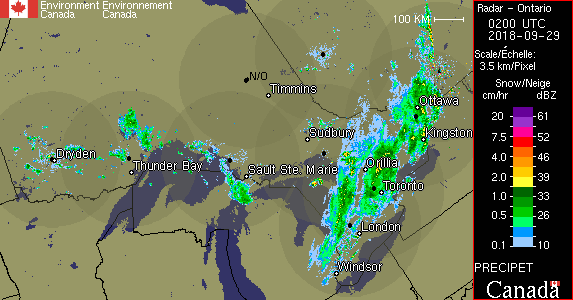 Environment Environnement
Canada Canada
100 KM
N/O
Timmins
Ottawa
Sudbury
Kingston
Dryden
Thunder Bay
Sault Ste. Marie
Orillia
Toronto
London
Windsor
Radar - Ontario
0200 UTC
2018-09-29
Scale/Échelle:
3.5 km/Pixel
Snow/Neige
cm/hr dBZ
20 61
7.5 52
4.0 46
2.0 39
1.0 33
0.5 26
0.1 10
PRECIPET
Canada